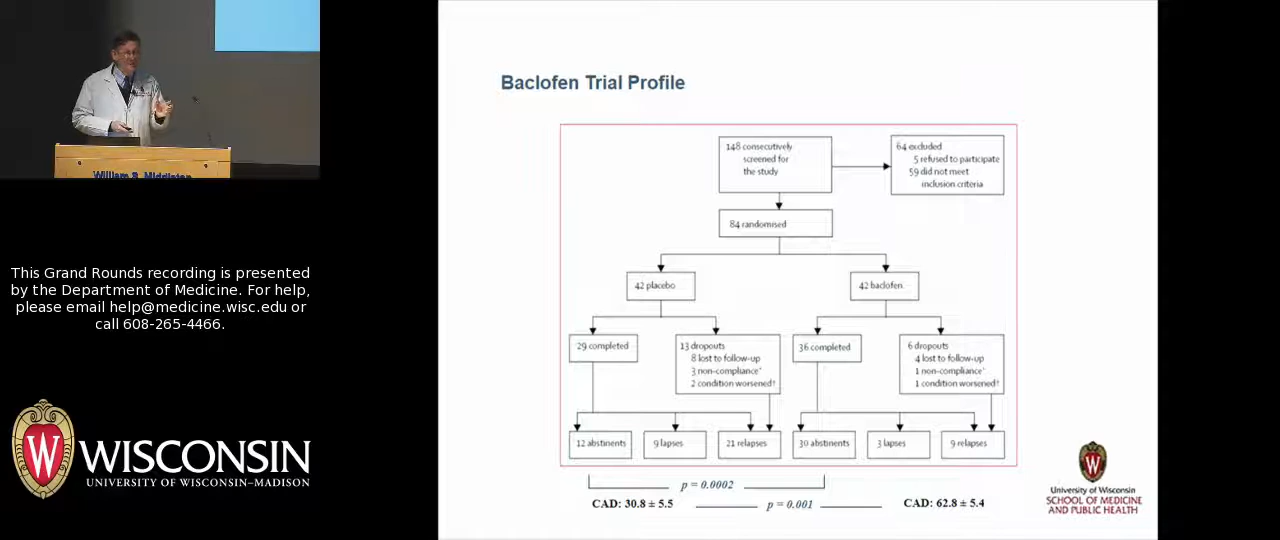 William S. Middleton
This Grand Rounds recording is presented
by the Department of Medicine. For help,
please email help@medicine.wisc.edu or
call 608-265-4466.
W
WISCONSIN
UNIVERSITY OF WISCONSIN–MADISON
Baclofen Trial Profile
148 consecutively
screened for
the study
64 excluded
5 refused to participate
59 did not meet
inclusion criteria
84 randomised
42 placebo
42 baclofen
29 completed
13 dropouts
8 lost to follow-up
3 non-compliance*
2 condition worsened†
36 completed
6 dropouts
4 lost to follow-up
1 non-compliance*
1 condition worsened†
12 abstinents
9 lapses
21 relapses
30 abstinents
3 lapses
9 relapses
p = 0.0002
CAD: 30.8 ± 5.5
p = 0.001
CAD: 62.8 ± 5.4
W
University of Wisconsin
SCHOOL OF MEDICINE
AND PUBLIC HEALTH